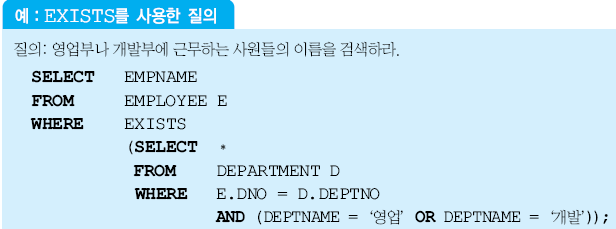 예 : EXISTS를 사용한 질의
질의: 영업부나 개발부에 근무하는 사원들의 이름을 검색하라.
SELECT EMPNAME
FROM EMPLOYEE E
WHERE EXISTS
(SELECT *
FROM DEPARTMENT D
WHERE E.DNO = D.DEPTNO
AND (DEPTNAME = ‘영업’ OR DEPTNAME = ‘개발’));